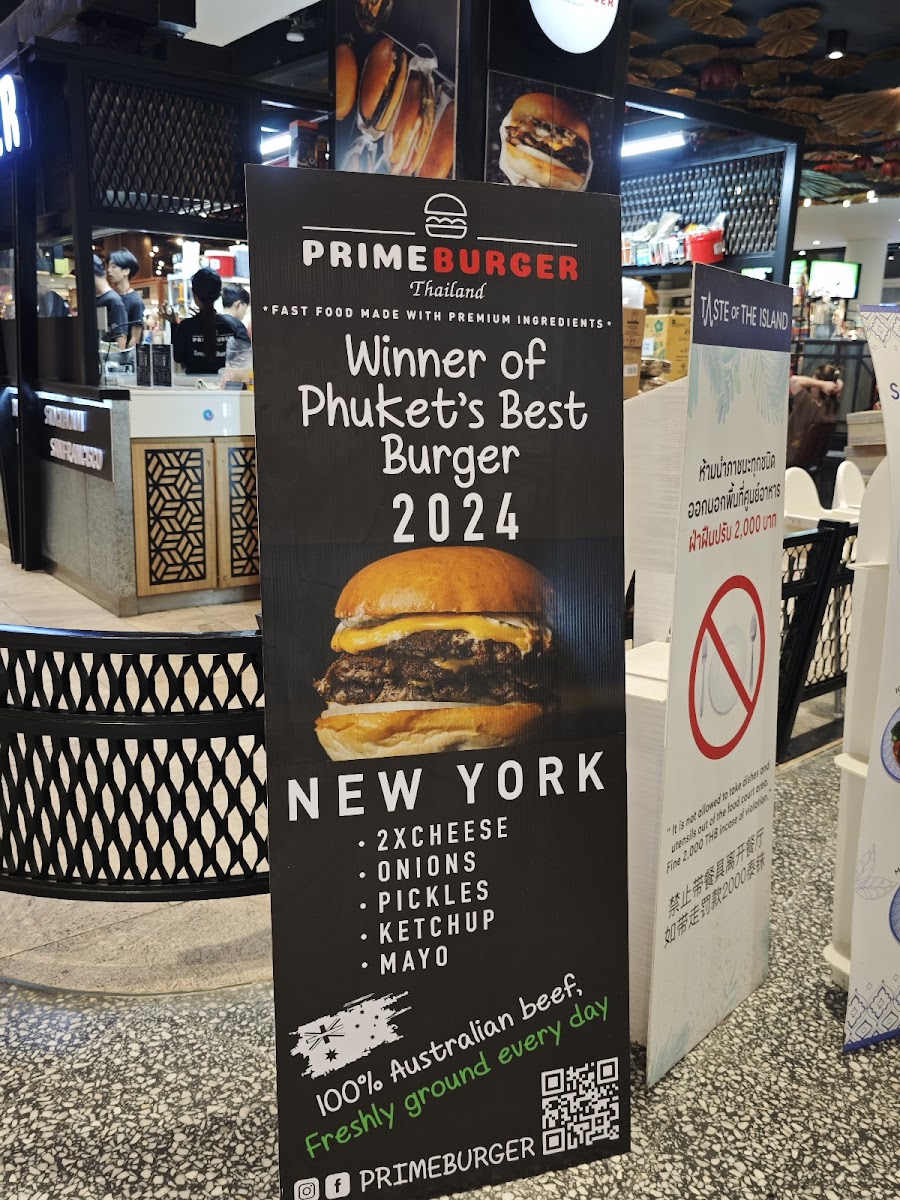 PRIMEBURGER
Thailand
*FAST FOOD MADE WITH PREMIUM INGREDIENTS*
Winner of
Phuket's Best
Burger
2024
NEW YORK
• 2XCHEESE
• ONIONS
• PICKLES
• KETCHUP
• MAYO
100% Australian beef,
Freshly ground every day
PRIMEBURGER
TASTE OF THE ISLAND
ห้ามนำภาชนะทุกชนิด
ออกนอกพื้นที่ศูนย์อาหาร
ฝ่าฝืนปรับ 2,000 บาท
" It is not allowed to take dishes and
utensils out of the food court area.
Fine 2,000 THB incase of violation.
禁止带餐具离开餐厅
如带走罚款2000泰铢